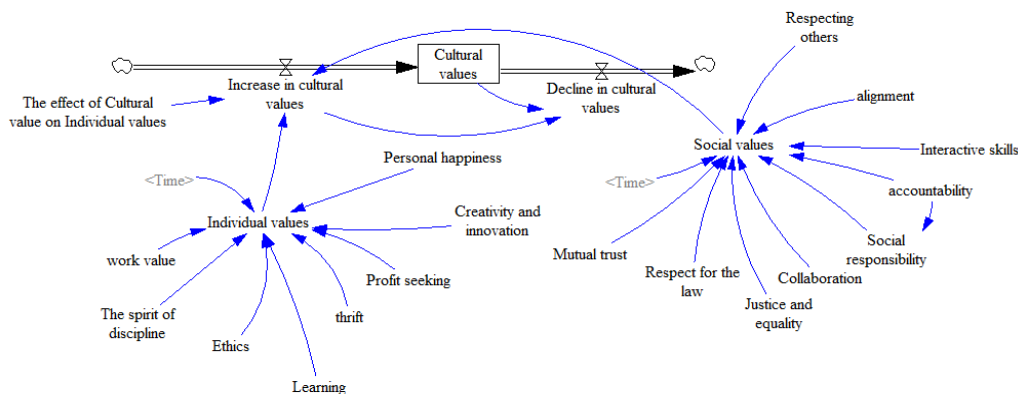 Respecting
others
Cultural
values
Increase in cultural
values
Decline in cultural
values
The effect of Cultural
value on Individual values
alignment
Social values
Interactive skills
Personal happiness
<Time>
<Time>
accountability
Individual values
Creativity and
innovation
work value
Mutual trust
Social
responsibility
Profit seeking
Respect for the
law
Collaboration
The spirit of
discipline
thrift
Justice and
equality
Ethics
Learning